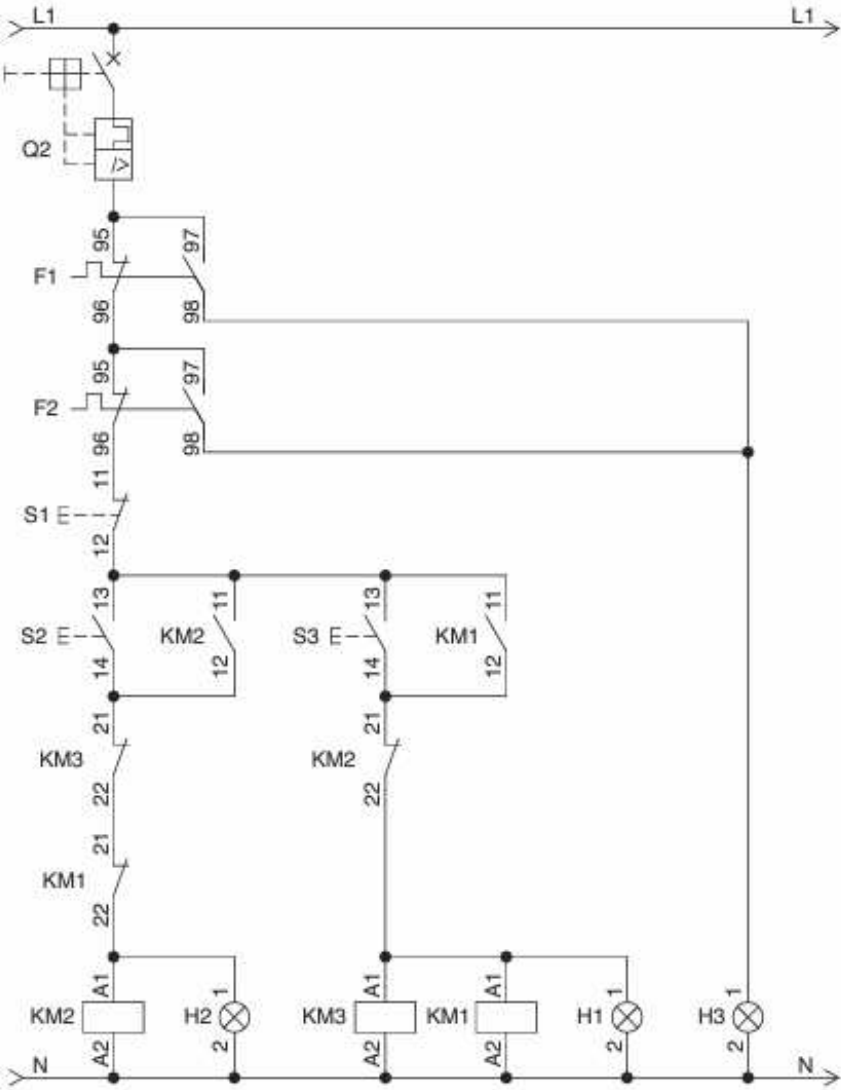 L1 L1
Q2
95 97
F1
96 98
95 97
F2
96 98
11
S1
12
13 11 13 11
S2 KM2 S3 KM1
14 12 14 12
21 21
KM3 KM2
22 22
21
KM1
22
A1 1 A1 A1 1 1
KM2 H2 KM3 KM1 H1 H3
A2 2 A2 A2 2 2
N N